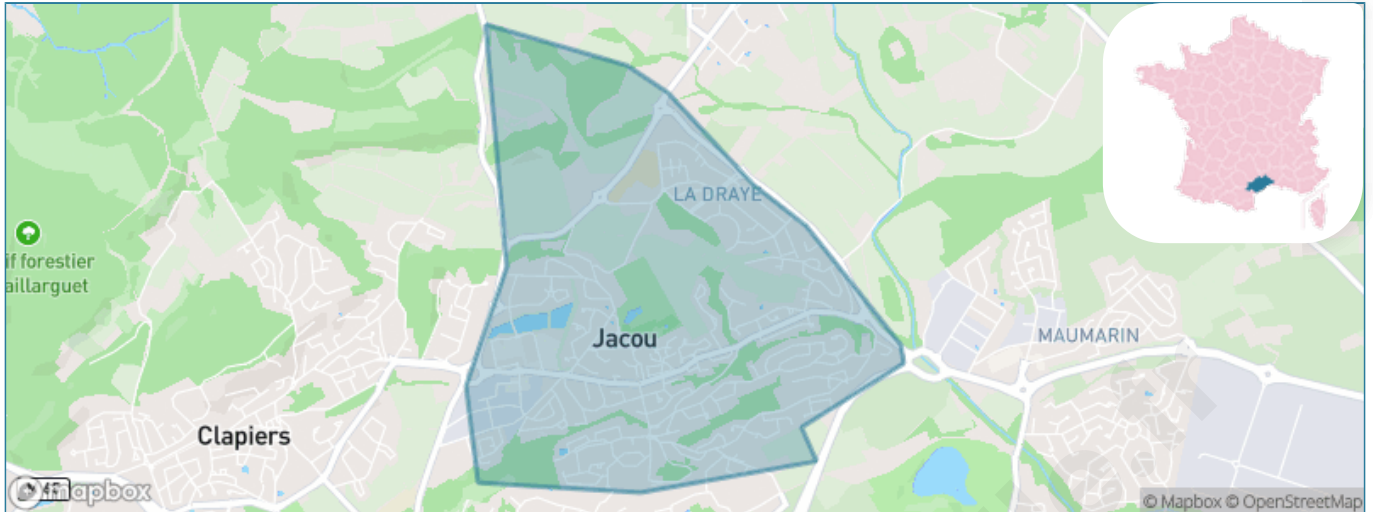 LA DRAYE
if forestier
aillarguet
Jacou
MAUMARIN
Clapiers
mapbox
© Mapbox © OpenStreetMap